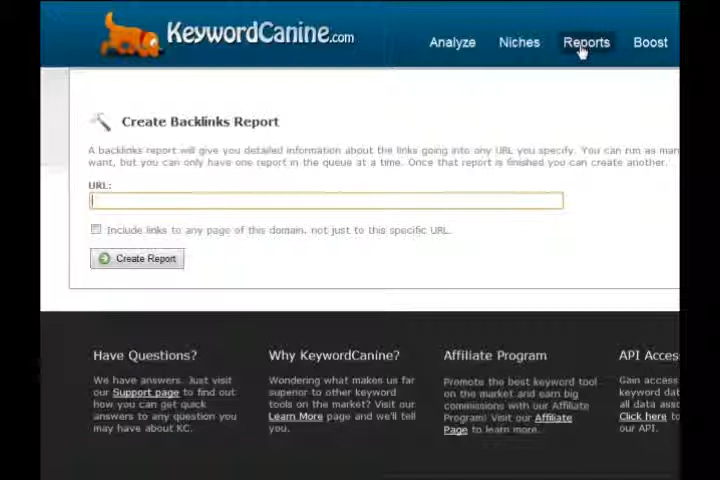 KeywordCanine.com
Analyze Niches Reports Boost
Create Backlinks Report
A backlinks report will give you detailed information about the links going into any URL you specify. You can run as
want, but you can only have one report in the queue at a time. Once that report is finished you can create another.
URL:
Include links to any page of this domain, not just to this specific URL.
Create Report
Have Questions?
We have answers. Just visit
our Support page to find out
how you can get quick
answers to any question you
may have about KC.
Why KeywordCanine?
Wondering what makes us far
superior to other keyword
tools on the market? Visit our
Learn More page and we'll tell
you.
Affiliate Program
Promote the best keyword tool
on the market and earn big
commissions with our Affiliate
Program! Visit our Affiliate
Page to learn more.
API Acces
Gain access
keyword dat
all data asso
Click here to
our API.